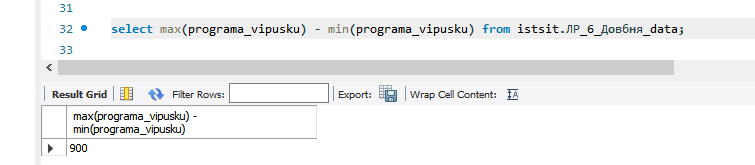 31
32 select max(programa_vipusku) - min(programa_vipusku) from istsit.ЛР_6_Довбня_data;
33
Result Grid Filter Rows: Export: Wrap Cell Content:
max(programa_vipusku) -
min(programa_vipusku)
900